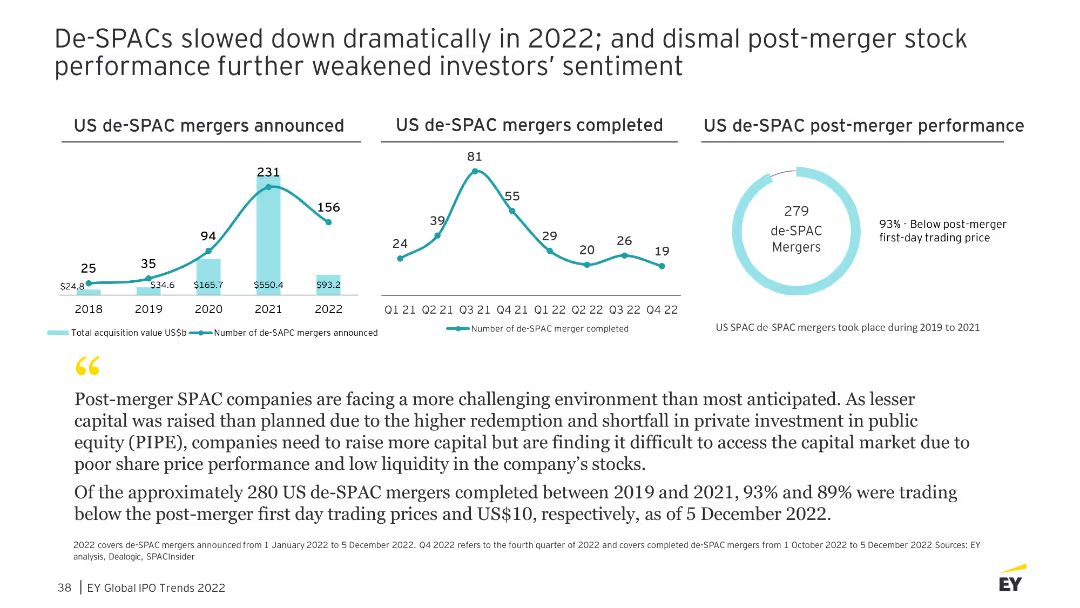 De-SPACs slowed down dramatically in 2022; and dismal post-merger stock
performance further weakened investors' sentiment
US de-SPAC mergers announced
231
156
94
35
25
$24.8
$34.6
$165.7
$550.4
$93.2
2018 2019 2020 2021 2022
Total acquisition value US$b Number of de-SAPC mergers announced
US de-SPAC mergers completed
81
55
39
24
29
20
26
19
Q1 21 Q2 21 Q3 21 Q4 21 Q1 22 Q2 22 Q3 22 Q4 22
Number of de-SPAC merger completed
US de-SPAC post-merger performance
279
de-SPAC
Mergers
93% - Below post-merger
first-day trading price
US SPAC de-SPAC mergers took place during 2019 to 2021
“
Post-merger SPAC companies are facing a more challenging environment than most anticipated. As lesser
capital was raised than planned due to the higher redemption and shortfall in private investment in public
equity (PIPE), companies need to raise more capital but are finding it difficult to access the capital market due to
poor share price performance and low liquidity in the company's stocks.
Of the approximately 280 US de-SPAC mergers completed between 2019 and 2021, 93% and 89% were trading
below the post-merger first day trading prices and US$10, respectively, as of 5 December 2022.
2022 covers de-SPAC mergers announced from 1 January 2022 to 5 December 2022. Q4 2022 refers to the fourth quarter of 2022 and covers completed de-SPAC mergers from 1 October 2022 to 5 December 2022 Sources: EY
analysis, Dealogic, SPACInsider
38 | EY Global IPO Trends 2022
EY